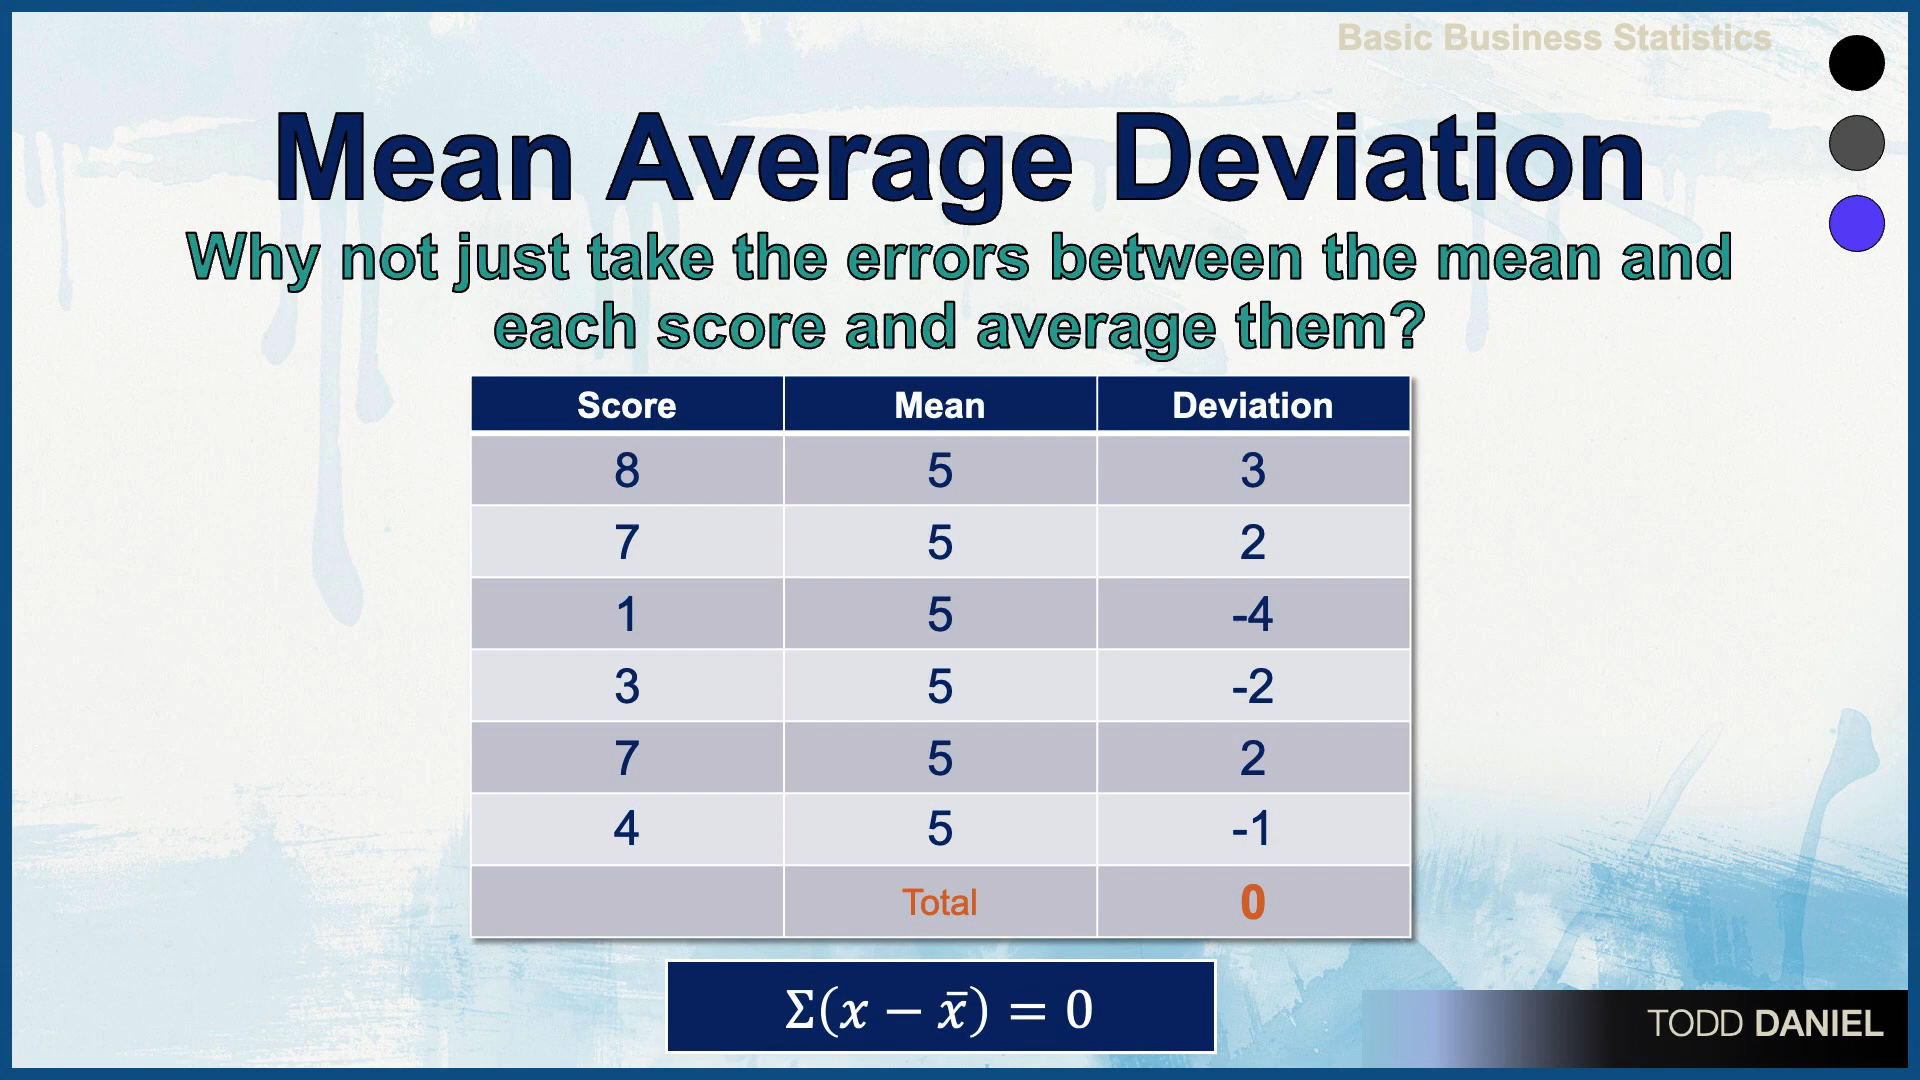 Basic Business Statistics
Mean Average Deviation
Why not just take the errors between the mean and
each score and average them?
Score Mean Deviation
8 5 3
7 5 2
1 5 -4
3 5 -2
7 5 2
4 5 -1
Total 0
Σ(x − x̄) = 0
TODD DANIEL